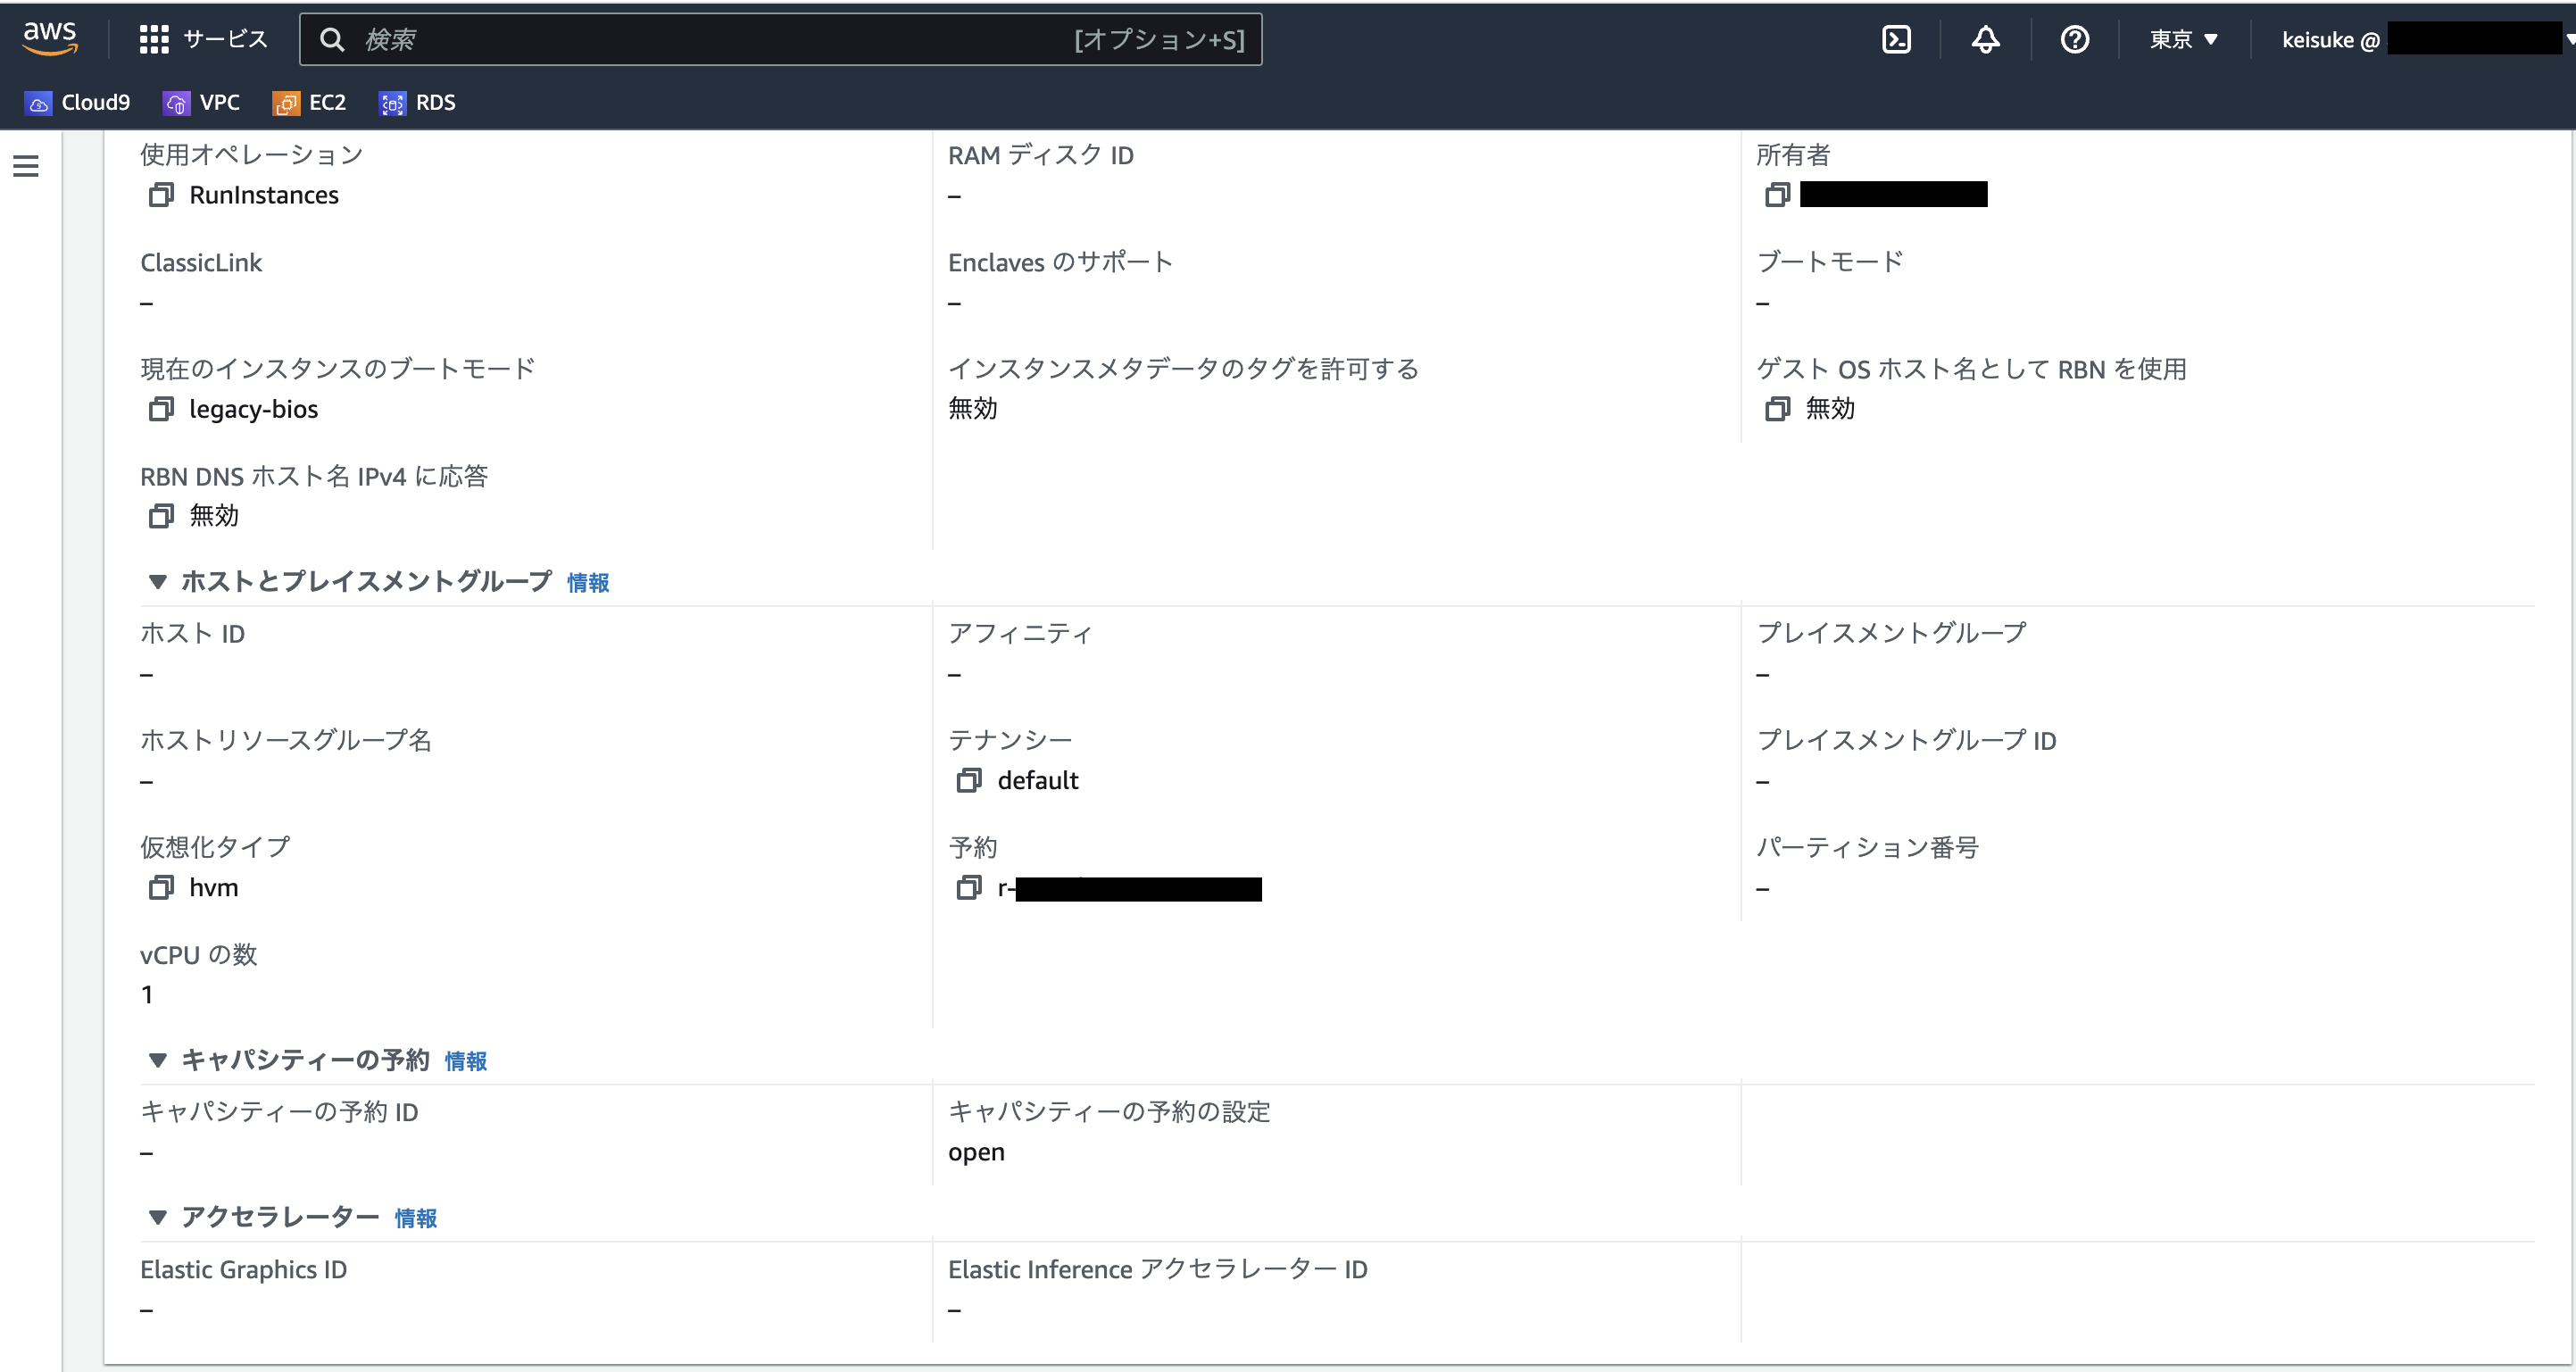 aws サービス 検索 [オプション+S] 東京 keisuke @
Cloud9 VPC EC2 RDS
使用オペレーション RAM ディスク ID 所有者
RunInstances –
ClassicLink Enclaves のサポート ブートモード
– – –
現在のインスタンスのブートモード インスタンスメタデータのタグを許可する ゲスト OS ホスト名として RBN を使用
legacy-bios 無効 無効
RBN DNS ホスト名 IPv4 に応答
無効
ホストとプレイスメントグループ 情報
ホスト ID アフィニティ プレイスメントグループ
– – –
ホストリソースグループ名 テナンシー プレイスメントグループ ID
– default –
仮想化タイプ 予約 パーティション番号
hvm r- –
vCPU の数
1
キャパシティーの予約 情報
キャパシティーの予約 ID キャパシティーの予約の設定
– open
アクセラレーター 情報
Elastic Graphics ID Elastic Inference アクセラレーター ID
– –